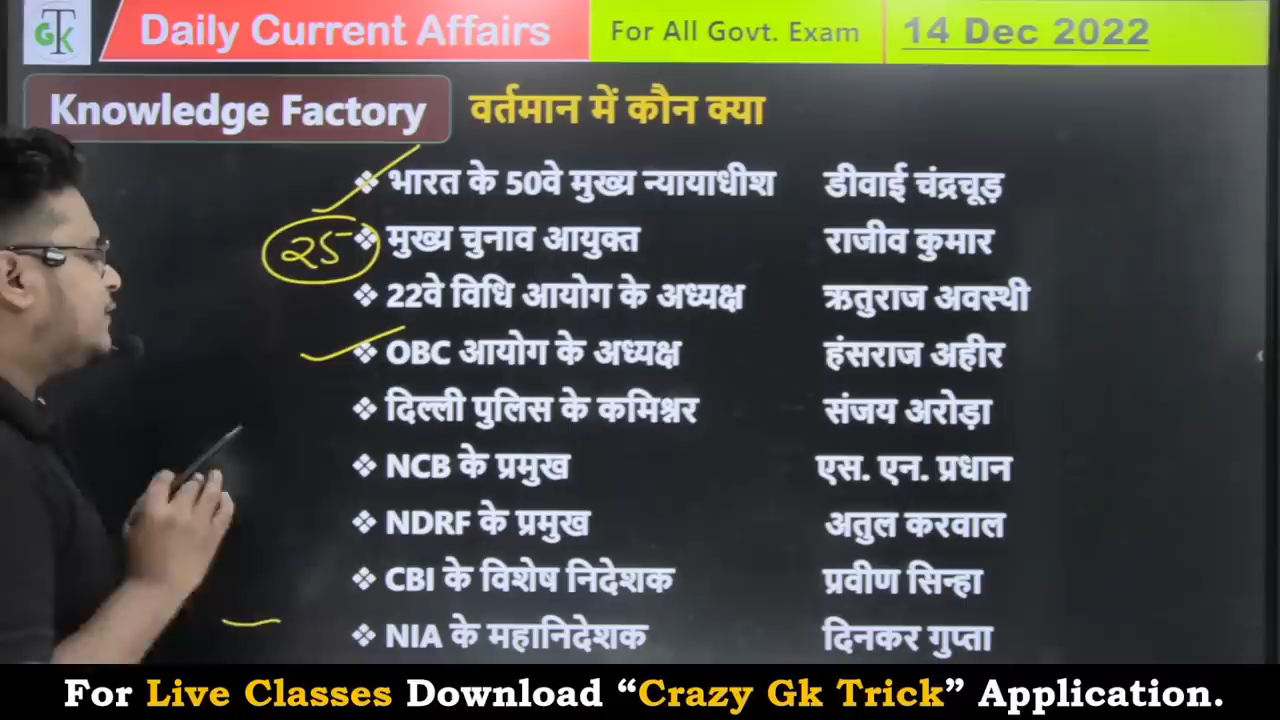 GTK Daily Current Affairs For All Govt. Exam 14 Dec 2022
Knowledge Factory वर्तमान में कौन क्या
❖ भारत के 50वे मुख्य न्यायाधीश डीवाई चंद्रचूड़
25 ❖ मुख्य चुनाव आयुक्त राजीव कुमार
❖ 22वे विधि आयोग के अध्यक्ष ऋतुराज अवस्थी
❖ OBC आयोग के अध्यक्ष हंसराज अहीर
❖ दिल्ली पुलिस के कमिश्नर संजय अरोड़ा
❖ NCB के प्रमुख एस. एन. प्रधान
❖ NDRF के प्रमुख अतुल करवाल
❖ CBI के विशेष निदेशक प्रवीण सिन्हा
❖ NIA के महानिदेशक दिनकर गुप्ता
For Live Classes Download “Crazy Gk Trick” Application.